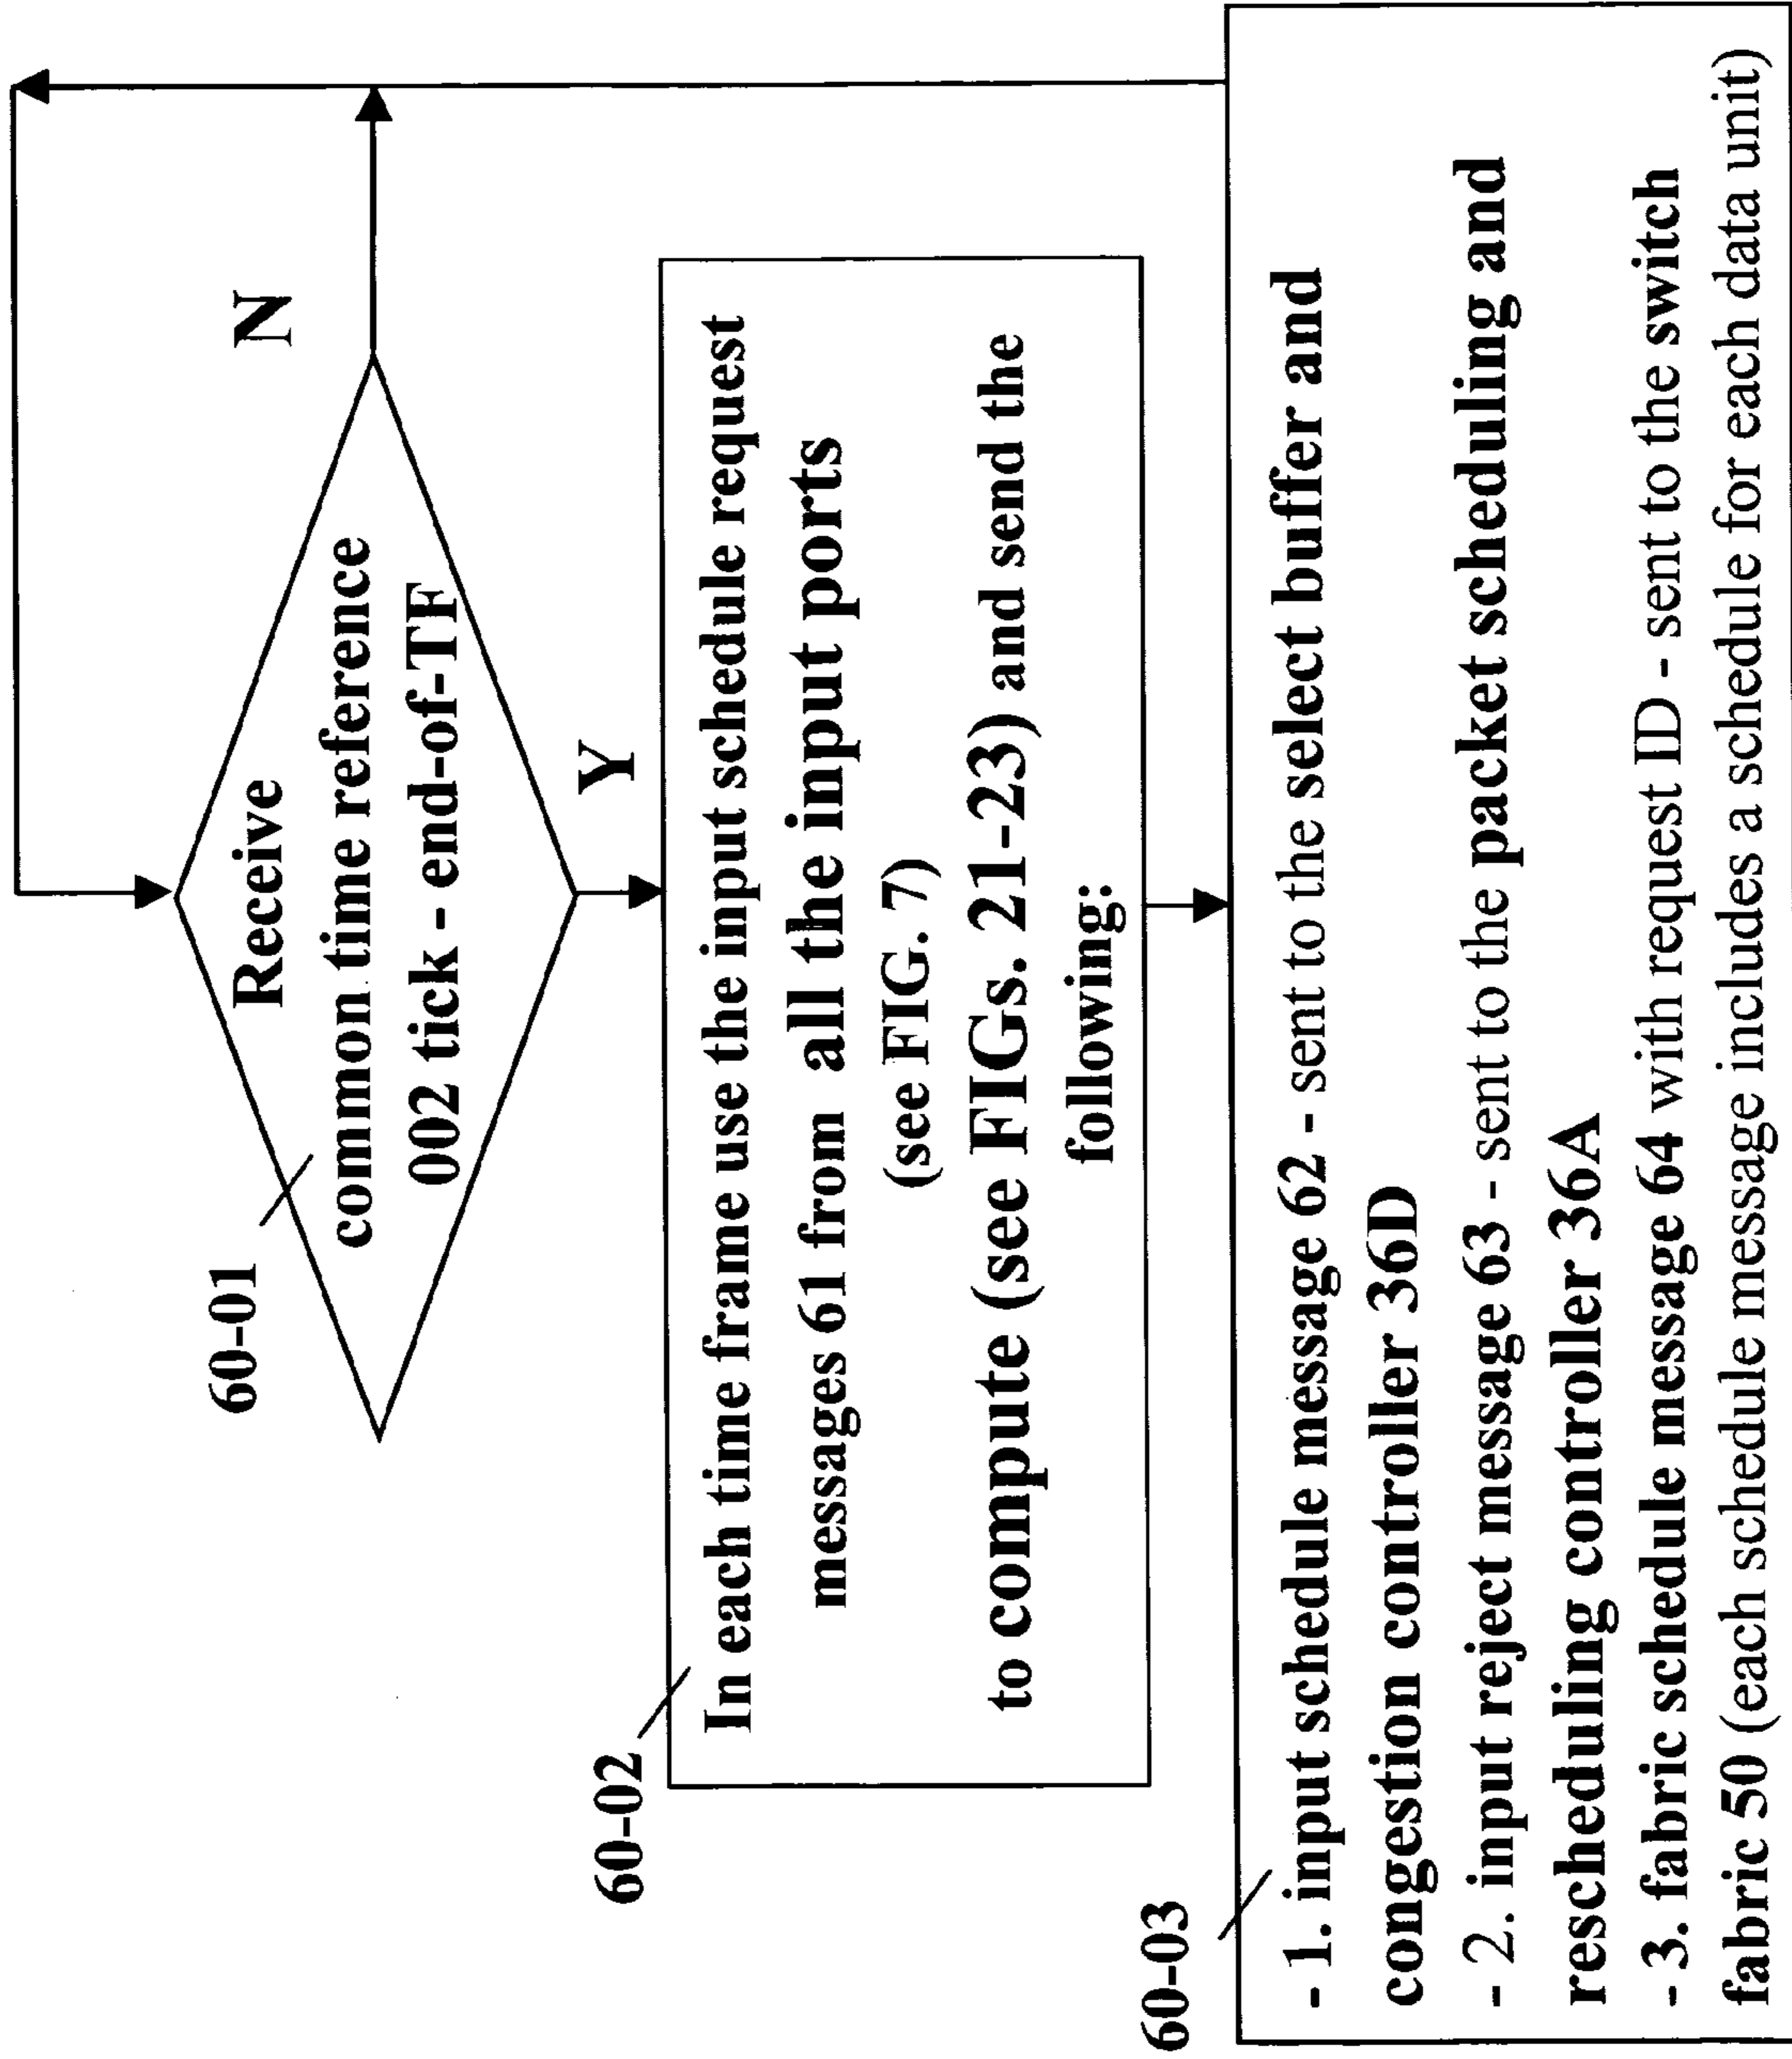 60-01
Receive
common time reference
002 tick - end-of-TF
N
Y
60-02
In each time frame use the input schedule request
messages 61 from all the input ports
(see FIG. 7)
to compute (see FIGs. 21-23) and send the
following:
60-03
- 1. input schedule message 62 - sent to the select buffer and
congestion controller 36D
- 2. input reject message 63 - sent to the packet scheduling and
rescheduling controller 36A
- 3. fabric schedule message 64 with request ID - sent to the switch
fabric 50 (each schedule message includes a schedule for each data unit)